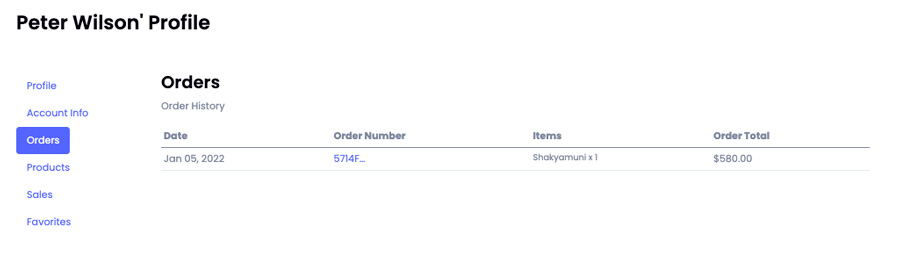 Peter Wilson' Profile
Profile
Account Info
Orders
Products
Sales
Favorites
Orders
Order History
Date Order Number Items Order Total
Jan 05, 2022 5714F... Shakyamuni x 1 $580.00